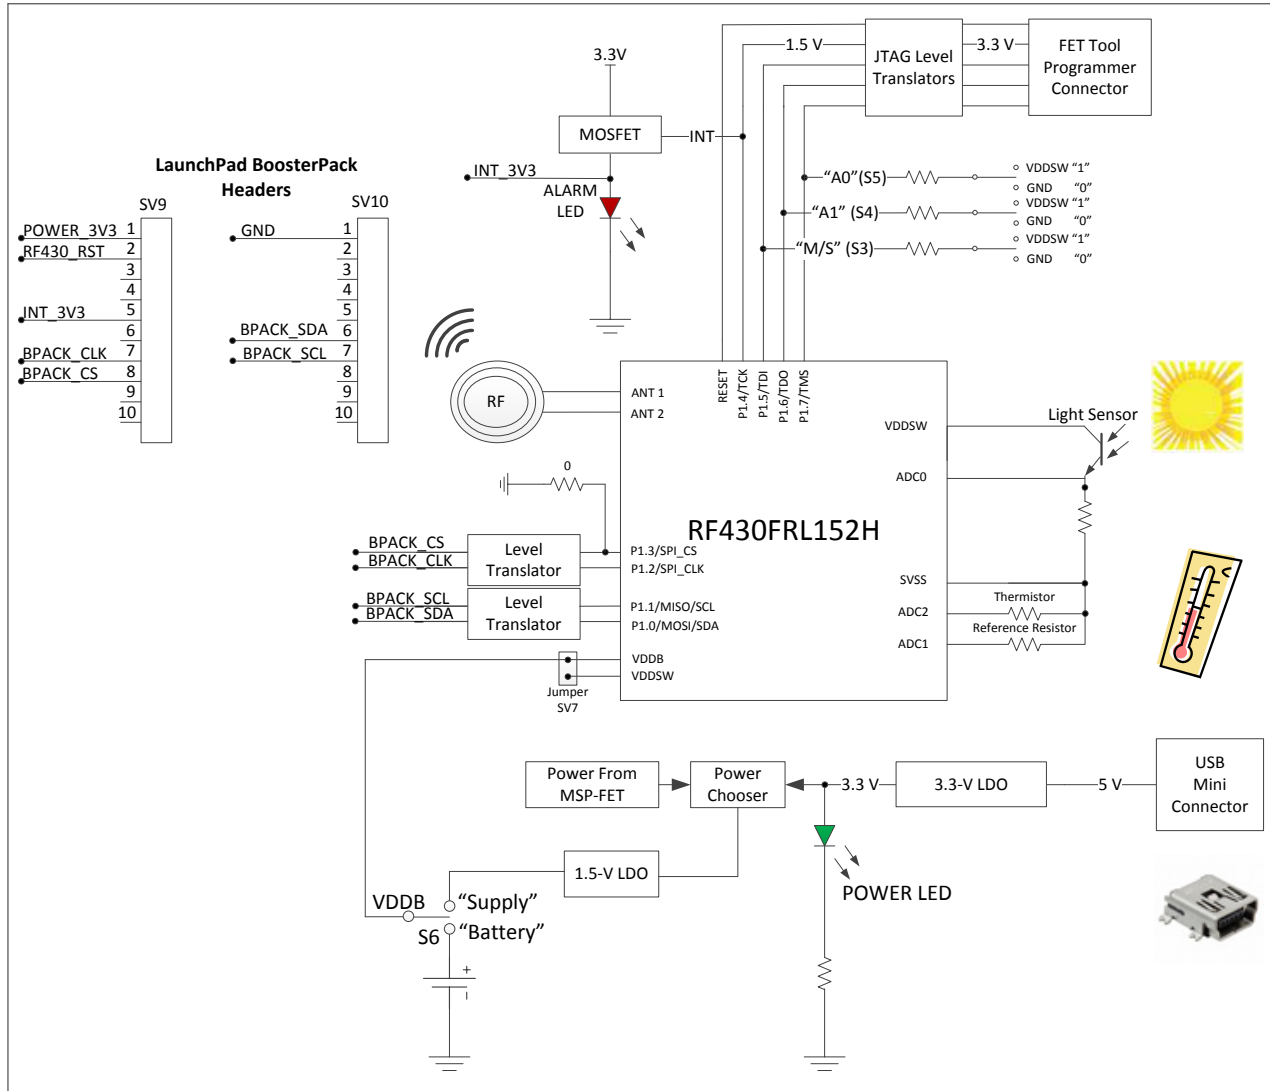 3.3V
MOSFET
INT
1.5 V
JTAG Level
Translators
3.3 V
FET Tool
Programmer
Connector
INT_3V3
ALARM
LED
"A0"(S5)
VDDSW "1"
GND "0"
"A1" (S4)
VDDSW "1"
GND "0"
"M/S" (S3)
VDDSW "1"
GND "0"
LaunchPad BoosterPack
Headers
SV9
POWER_3V3 1
RF430_RST 2
3
4
INT_3V3 5
6
BPACK_CLK 7
BPACK_CS 8
9
10
SV10
GND 1
2
3
4
5
BPACK_SDA 6
BPACK_SCL 7
8
9
10
RF
ANT 1
ANT 2
RESET
P1.4/TCK
P1.5/TDI
P1.6/TDO
P1.7/TMS
VDDSW
Light Sensor
ADC0
0
RF430FRL152H
BPACK_CS
BPACK_CLK
Level
Translator
P1.3/SPI_CS
P1.2/SPI_CLK
BPACK_SCL
BPACK_SDA
Level
Translator
P1.1/MISO/SCL
P1.0/MOSI/SDA
SVSS
Thermistor
ADC2
Reference Resistor
ADC1
VDDB
VDDSW
Jumper
SV7
Power From
MSP-FET
Power
Chooser
3.3 V
3.3-V LDO
5 V
USB
Mini
Connector
1.5-V LDO
POWER LED
VDDB
"Supply"
S6
"Battery"
+
-